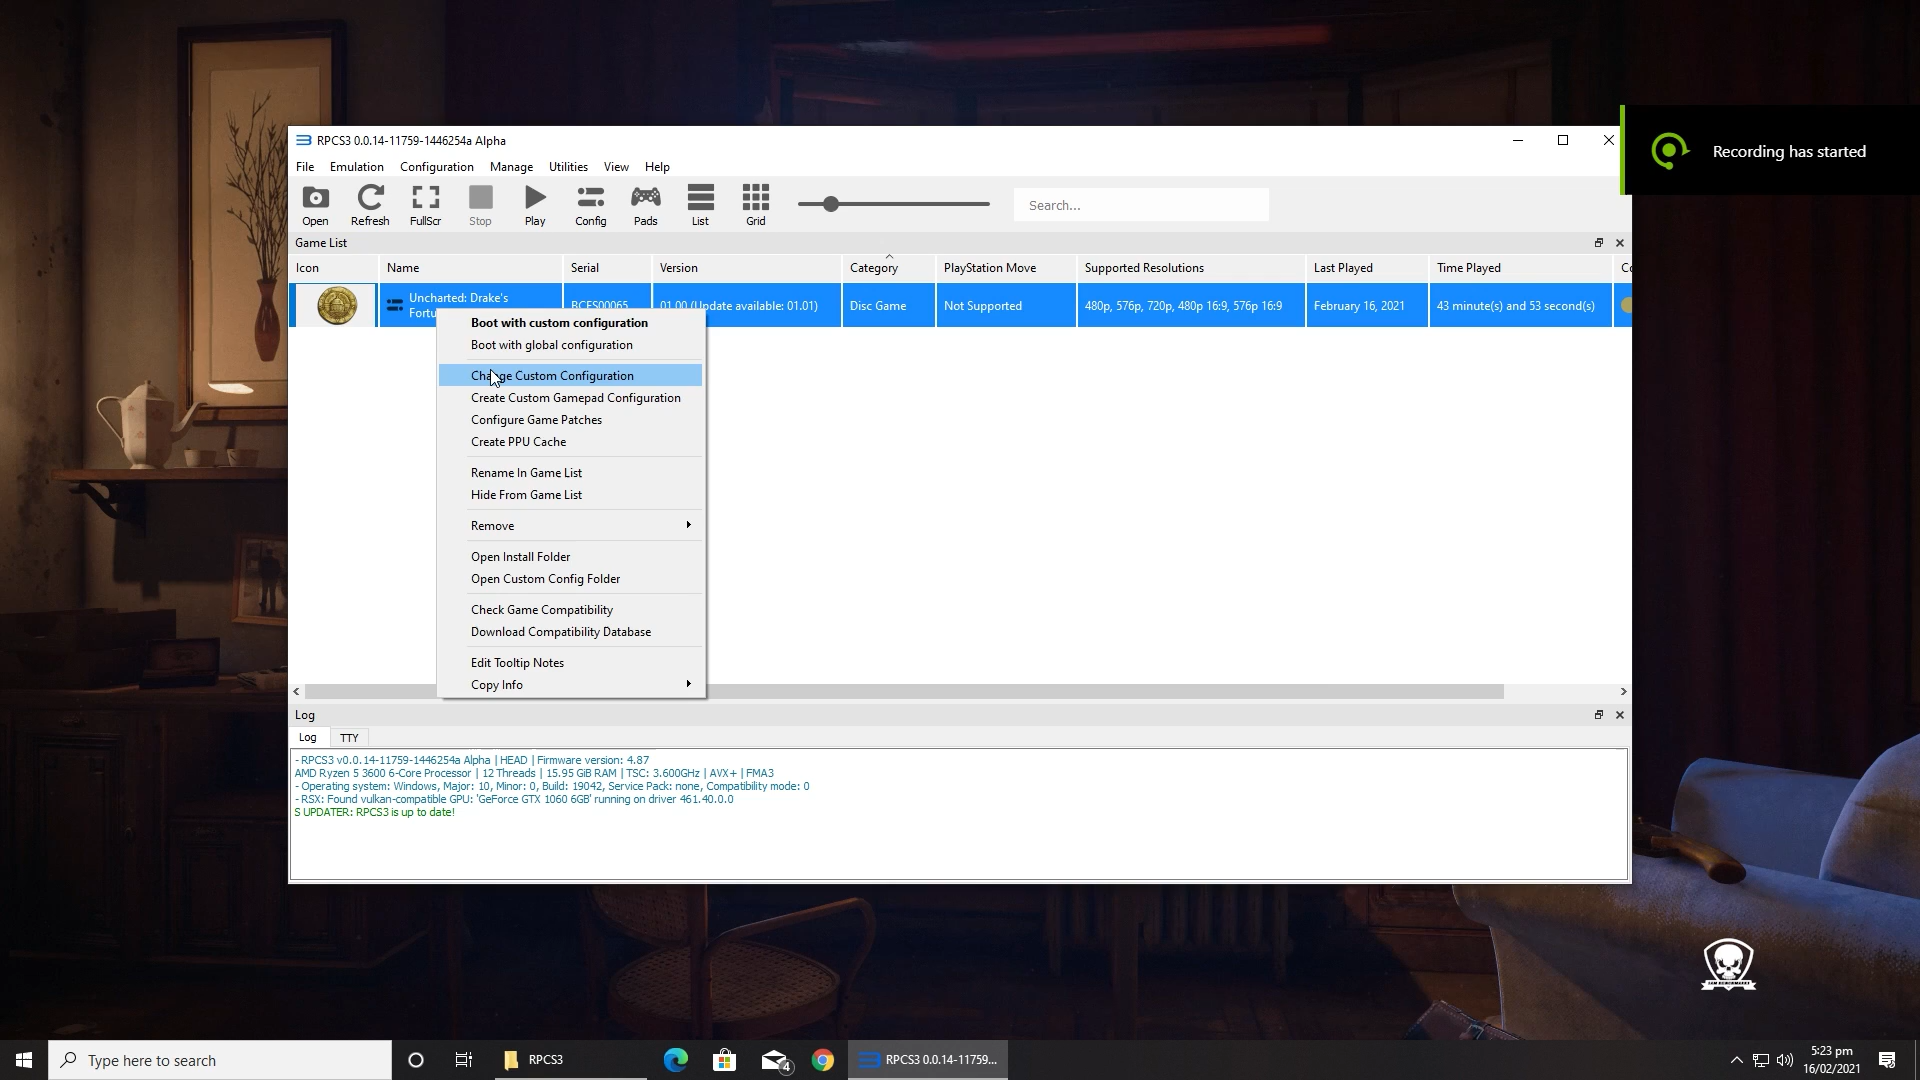 RPCS3 0.0.14-11759-1446254a Alpha
File Emulation Configuration Manage Utilities View Help
Open Refresh FullScr Stop Play Config Pads List Grid Search...
Recording has started
Game List
Icon Name Serial Version Category PlayStation Move Supported Resolutions Last Played Time Played
Uncharted: Drake's
BCES00065 01.00 (Update available: 01.01) Disc Game Not Supported 480p, 576p, 720p, 480p 16:9, 576p 16:9 February 16, 2021 43 minute(s) and 53 second(s)
Boot with custom configuration
Boot with global configuration
Change Custom Configuration
Create Custom Gamepad Configuration
Configure Game Patches
Create PPU Cache
Rename In Game List
Hide From Game List
Remove
Open Install Folder
Open Custom Config Folder
Check Game Compatibility
Download Compatibility Database
Edit Tooltip Notes
Copy Info
Log
Log TTY
- RPCS3 v0.0.14-11759-1446254a Alpha | HEAD | Firmware version: 4.87
AMD Ryzen 5 3600 6-Core Processor | 12 Threads | 15.95 GiB RAM | TSC: 3.600GHz | AVX+ | FMA3
- Operating system: Windows, Major: 10, Minor: 0, Build: 19042, Service Pack: none, Compatibility mode: 0
- RSX: Found vulkan-compatible GPU: 'GeForce GTX 1060 6GB' running on driver 461.40.0.0
S UPDATER: RPCS3 is up to date!
Type here to search
RPCS3
4
RPCS3 0.0.14-11759...
5:23 pm
16/02/2021